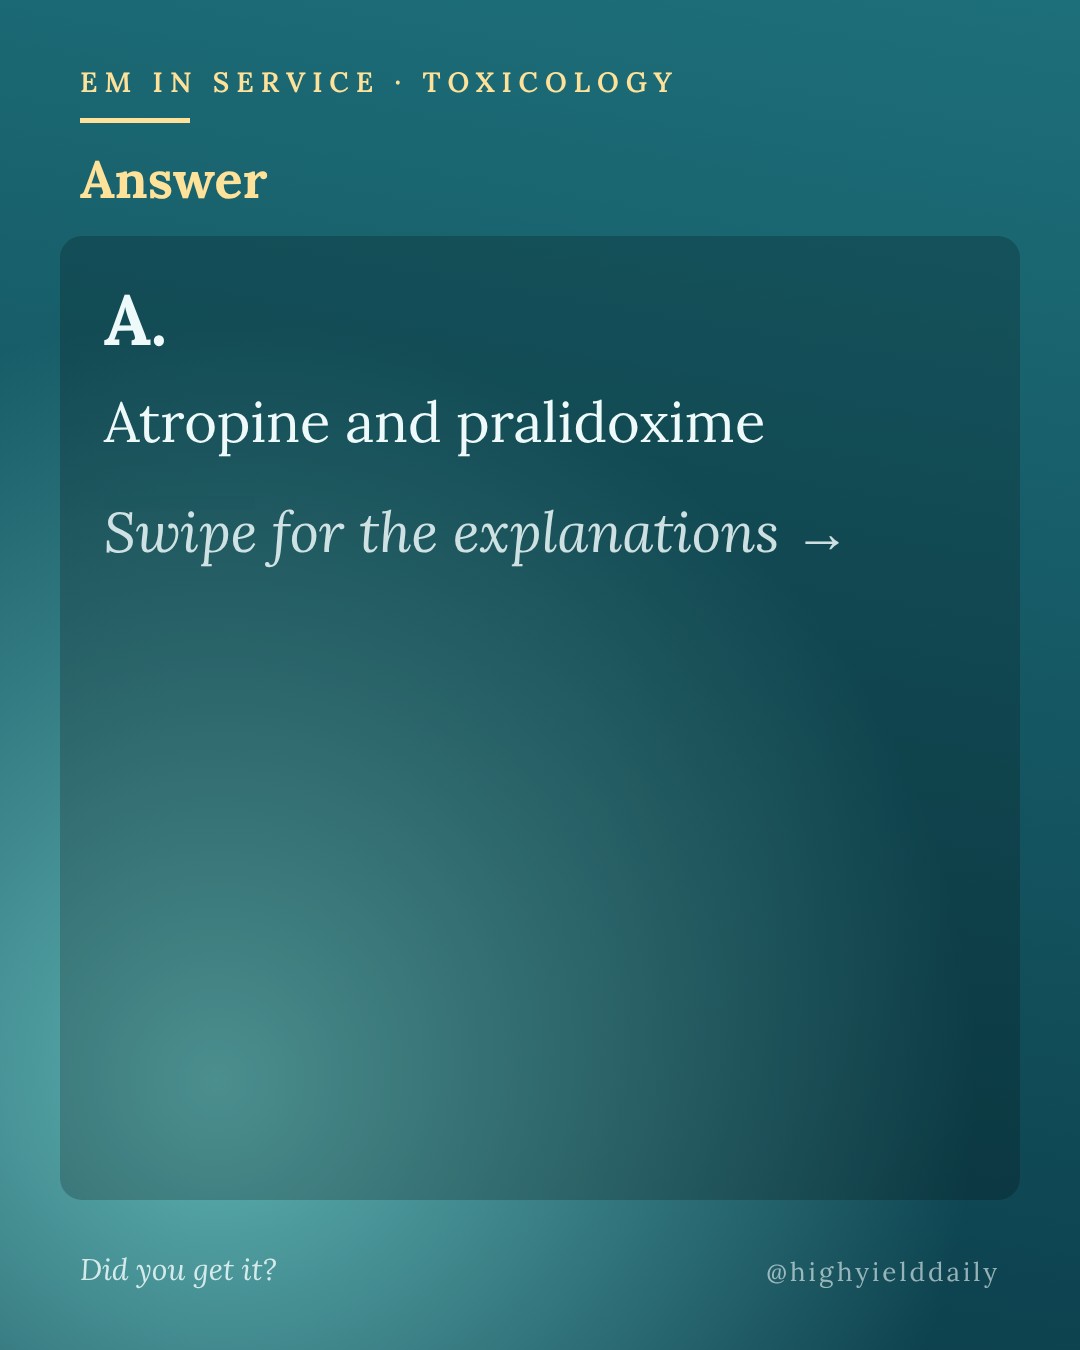 EM IN SERVICE · TOXICOLOGY
Answer
A.
Atropine and pralidoxime
Swipe for the explanations →
Did you get it?
@highyielddaily